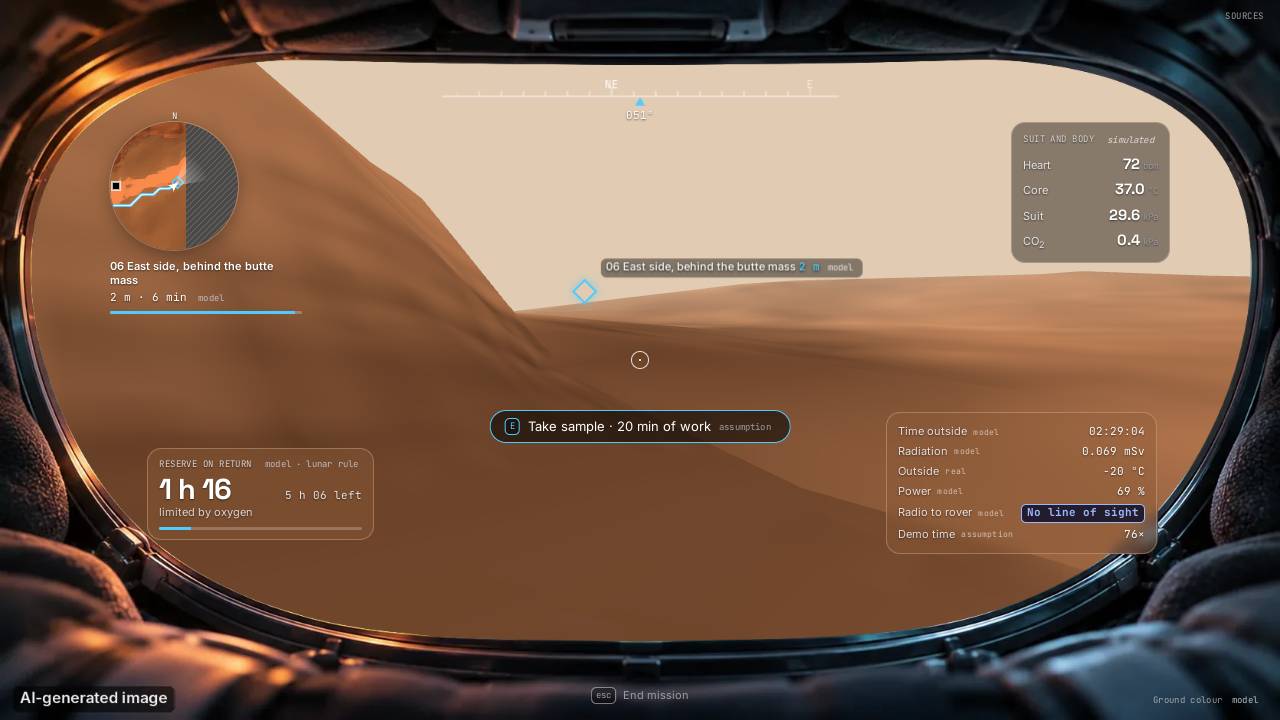 SOURCES
NE E
051°
N
06 East side, behind the butte mass
2 m · 6 min model
SUIT AND BODY simulated
Heart 72 bpm
Core 37.0 °C
Suit 29.6 kPa
CO2 0.4 kPa
06 East side, behind the butte mass 2 m model
E Take sample · 20 min of work assumption
RESERVE ON RETURN model · lunar rule
1 h 16 5 h 06 left
limited by oxygen
Time outside model 02:29:04
Radiation model 0.069 mSv
Outside real -20 °C
Power model 69 %
Radio to rover model No line of sight
Demo time assumption 76×
AI-generated image
esc End mission
Ground colour model